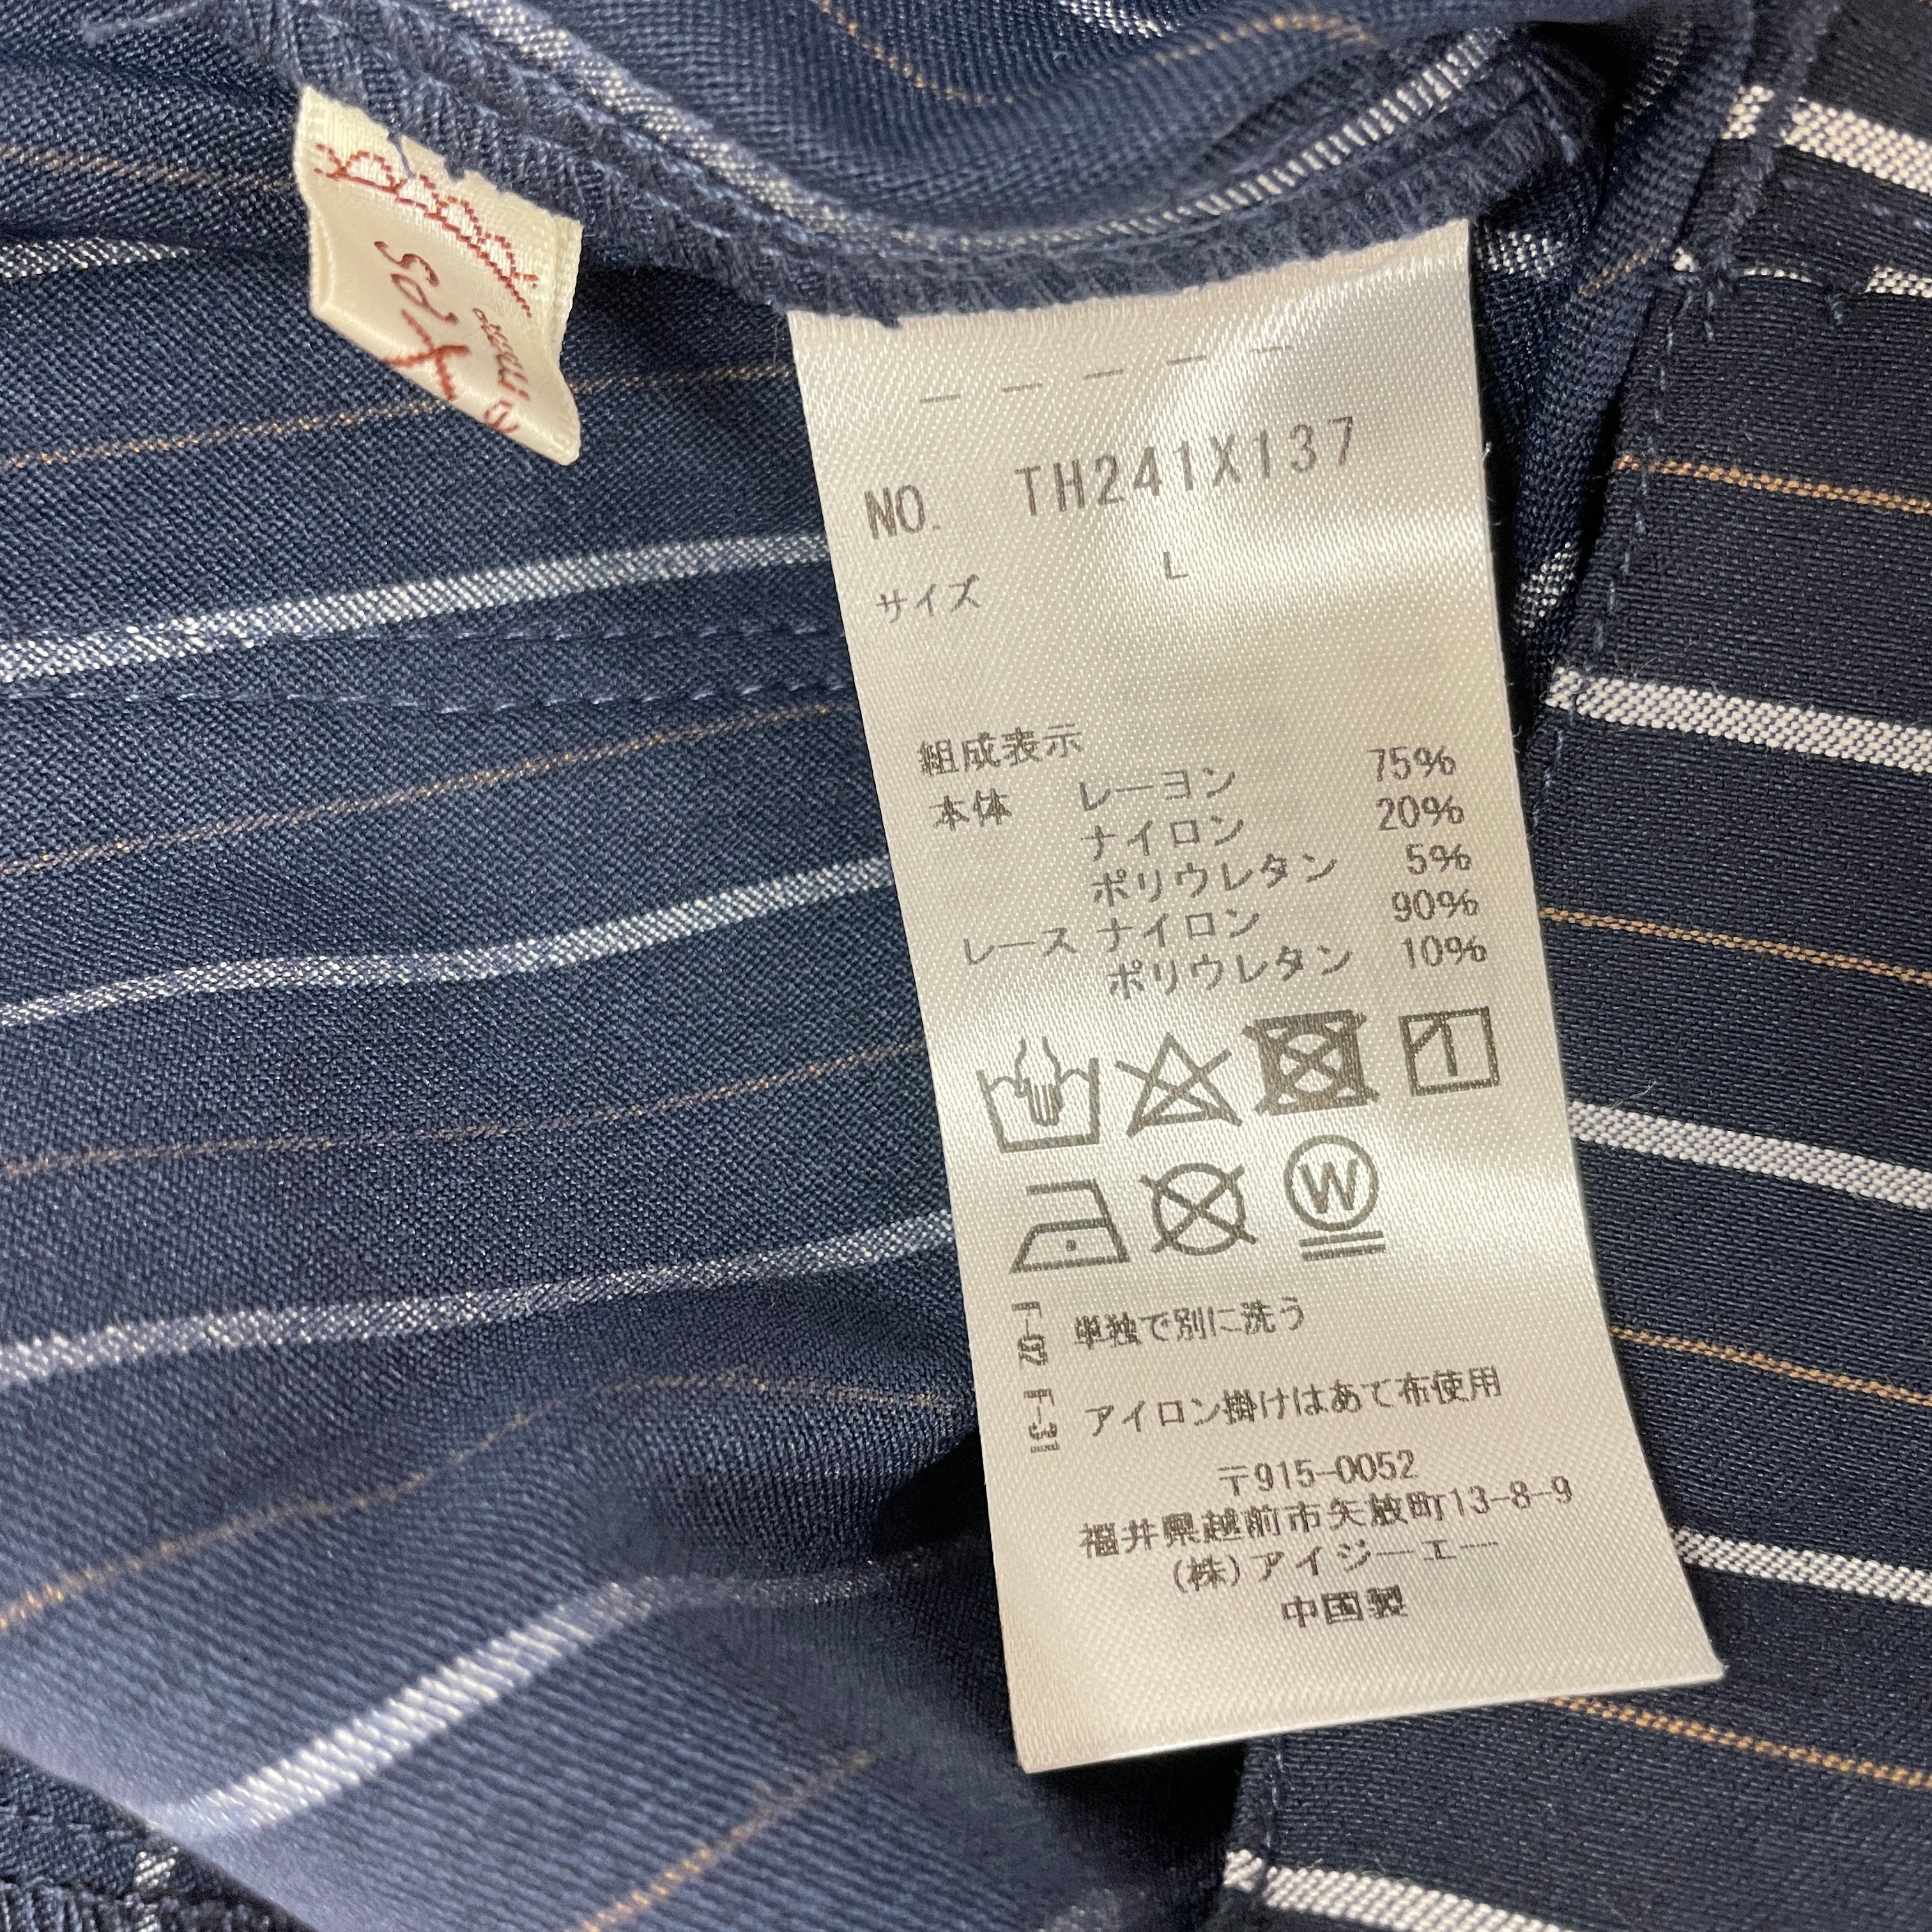 NO. TH241X137
サイズ L
組成表示
本体 レーヨン 75%
ナイロン 20%
ポリウレタン 5%
レース ナイロン 90%
ポリウレタン 10%
W
単独で別に洗う
F-31 アイロン掛けはあて布使用
〒915-0052
福井県越前市矢放町13-8-9
(株)アイジーエー
中国製